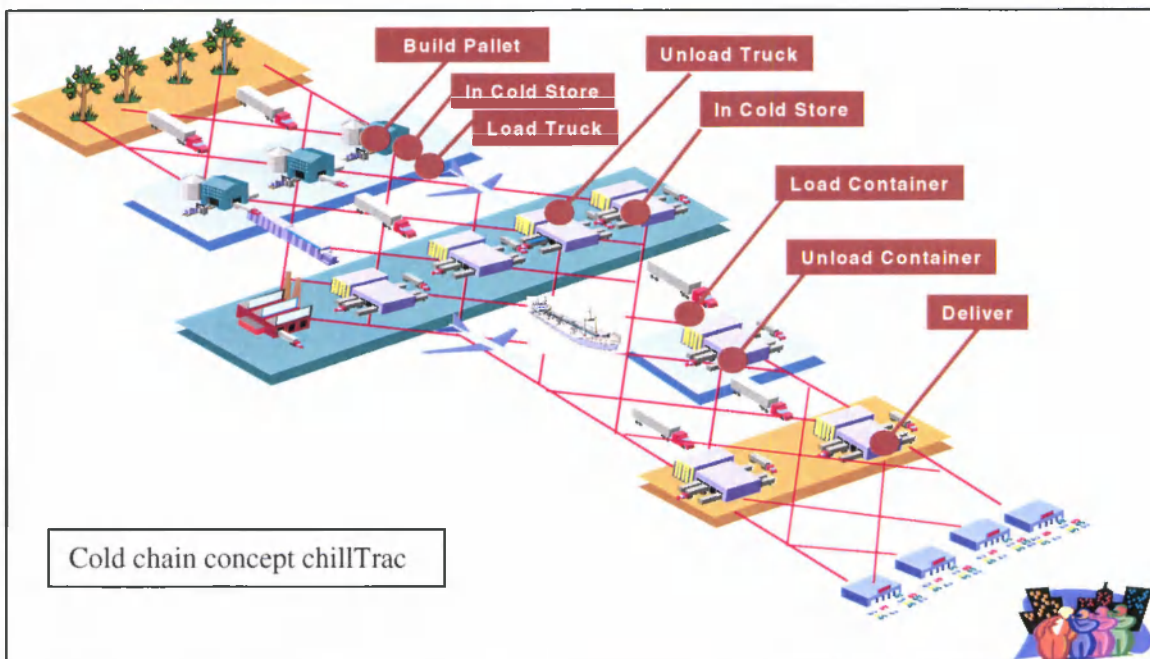 Build Pallet
In Cold Store
Load Truck
Unload Truck
In Cold Store
Load Container
Unload Container
Deliver
Cold chain concept chillTrac